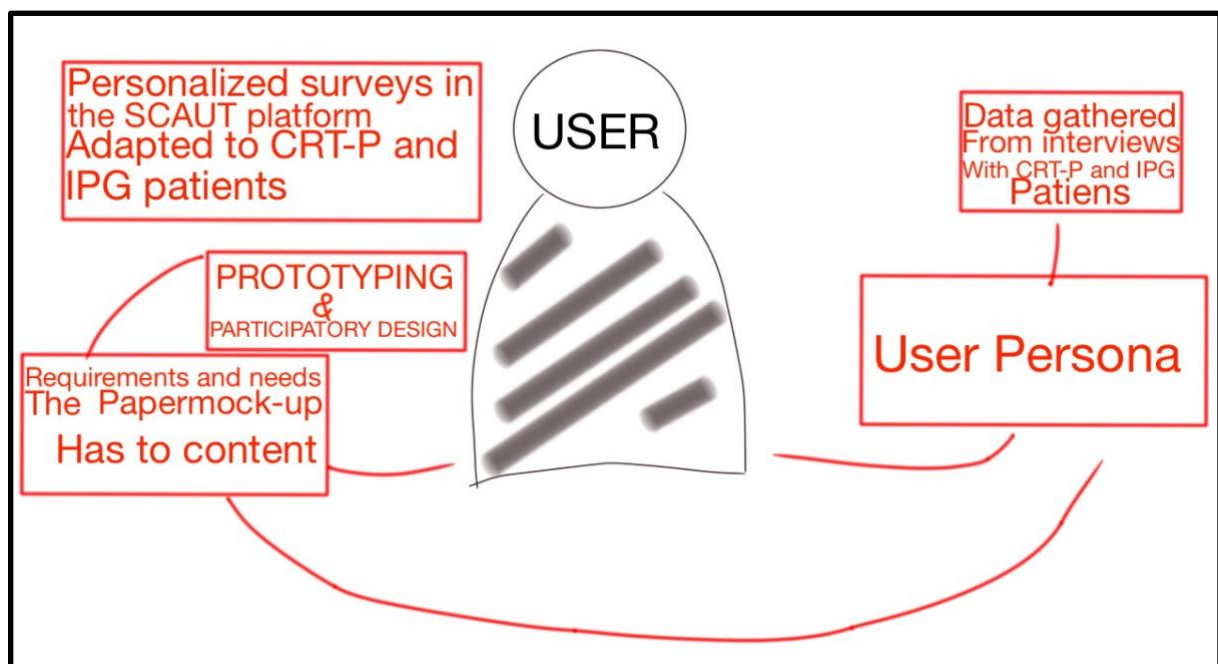 Personalized surveys in
the SCAUT platform
Adapted to CRT-P and
IPG patients
USER
Data gathered
From interviews
With CRT-P and IPG
Patiens
PROTOTYPING
&
PARTICIPATORY DESIGN
Requirements and needs
The Papermock-up
Has to content
User Persona